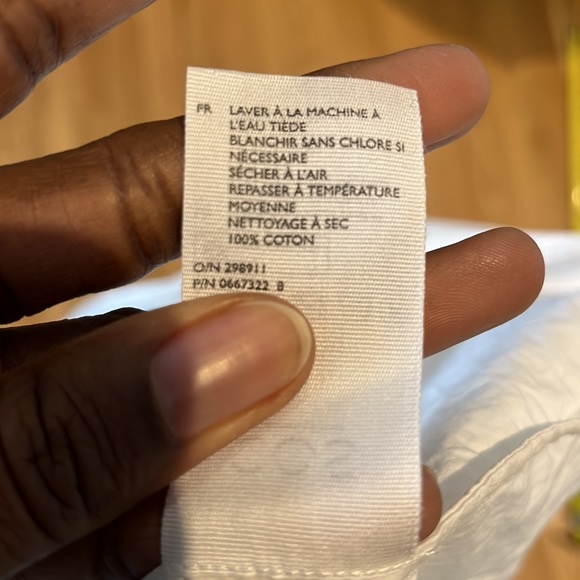 FR LAVER À LA MACHINE À
L'EAU TIÈDE
BLANCHIR SANS CHLORE SI
NÉCESSAIRE
SÉCHER À L'AIR
REPASSER À TEMPÉRATURE
MOYENNE
NETTOYAGE À SEC
100% COTON
O/N 298911
P/N 0667322 B